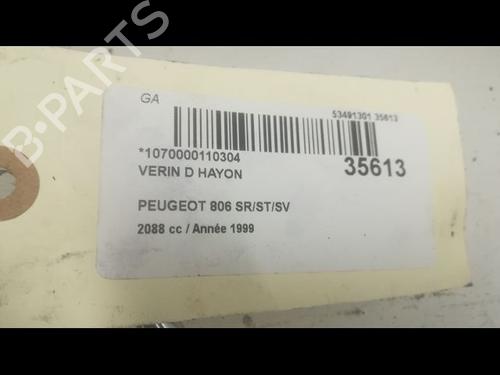 GA
53491301 35613
*1070000110304
35613
VERIN D HAYON
PEUGEOT 806 SR/ST/SV
2088 cc / Année 1999
B-PARTS